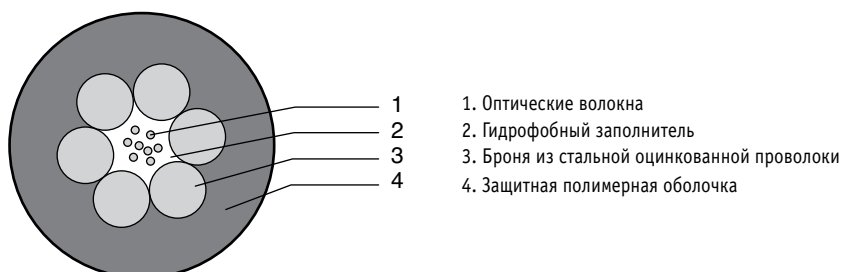 1 1. Оптические волокна
2 2. Гидрофобный заполнитель
3 3. Броня из стальной оцинкованной проволоки
4 4. Защитная полимерная оболочка